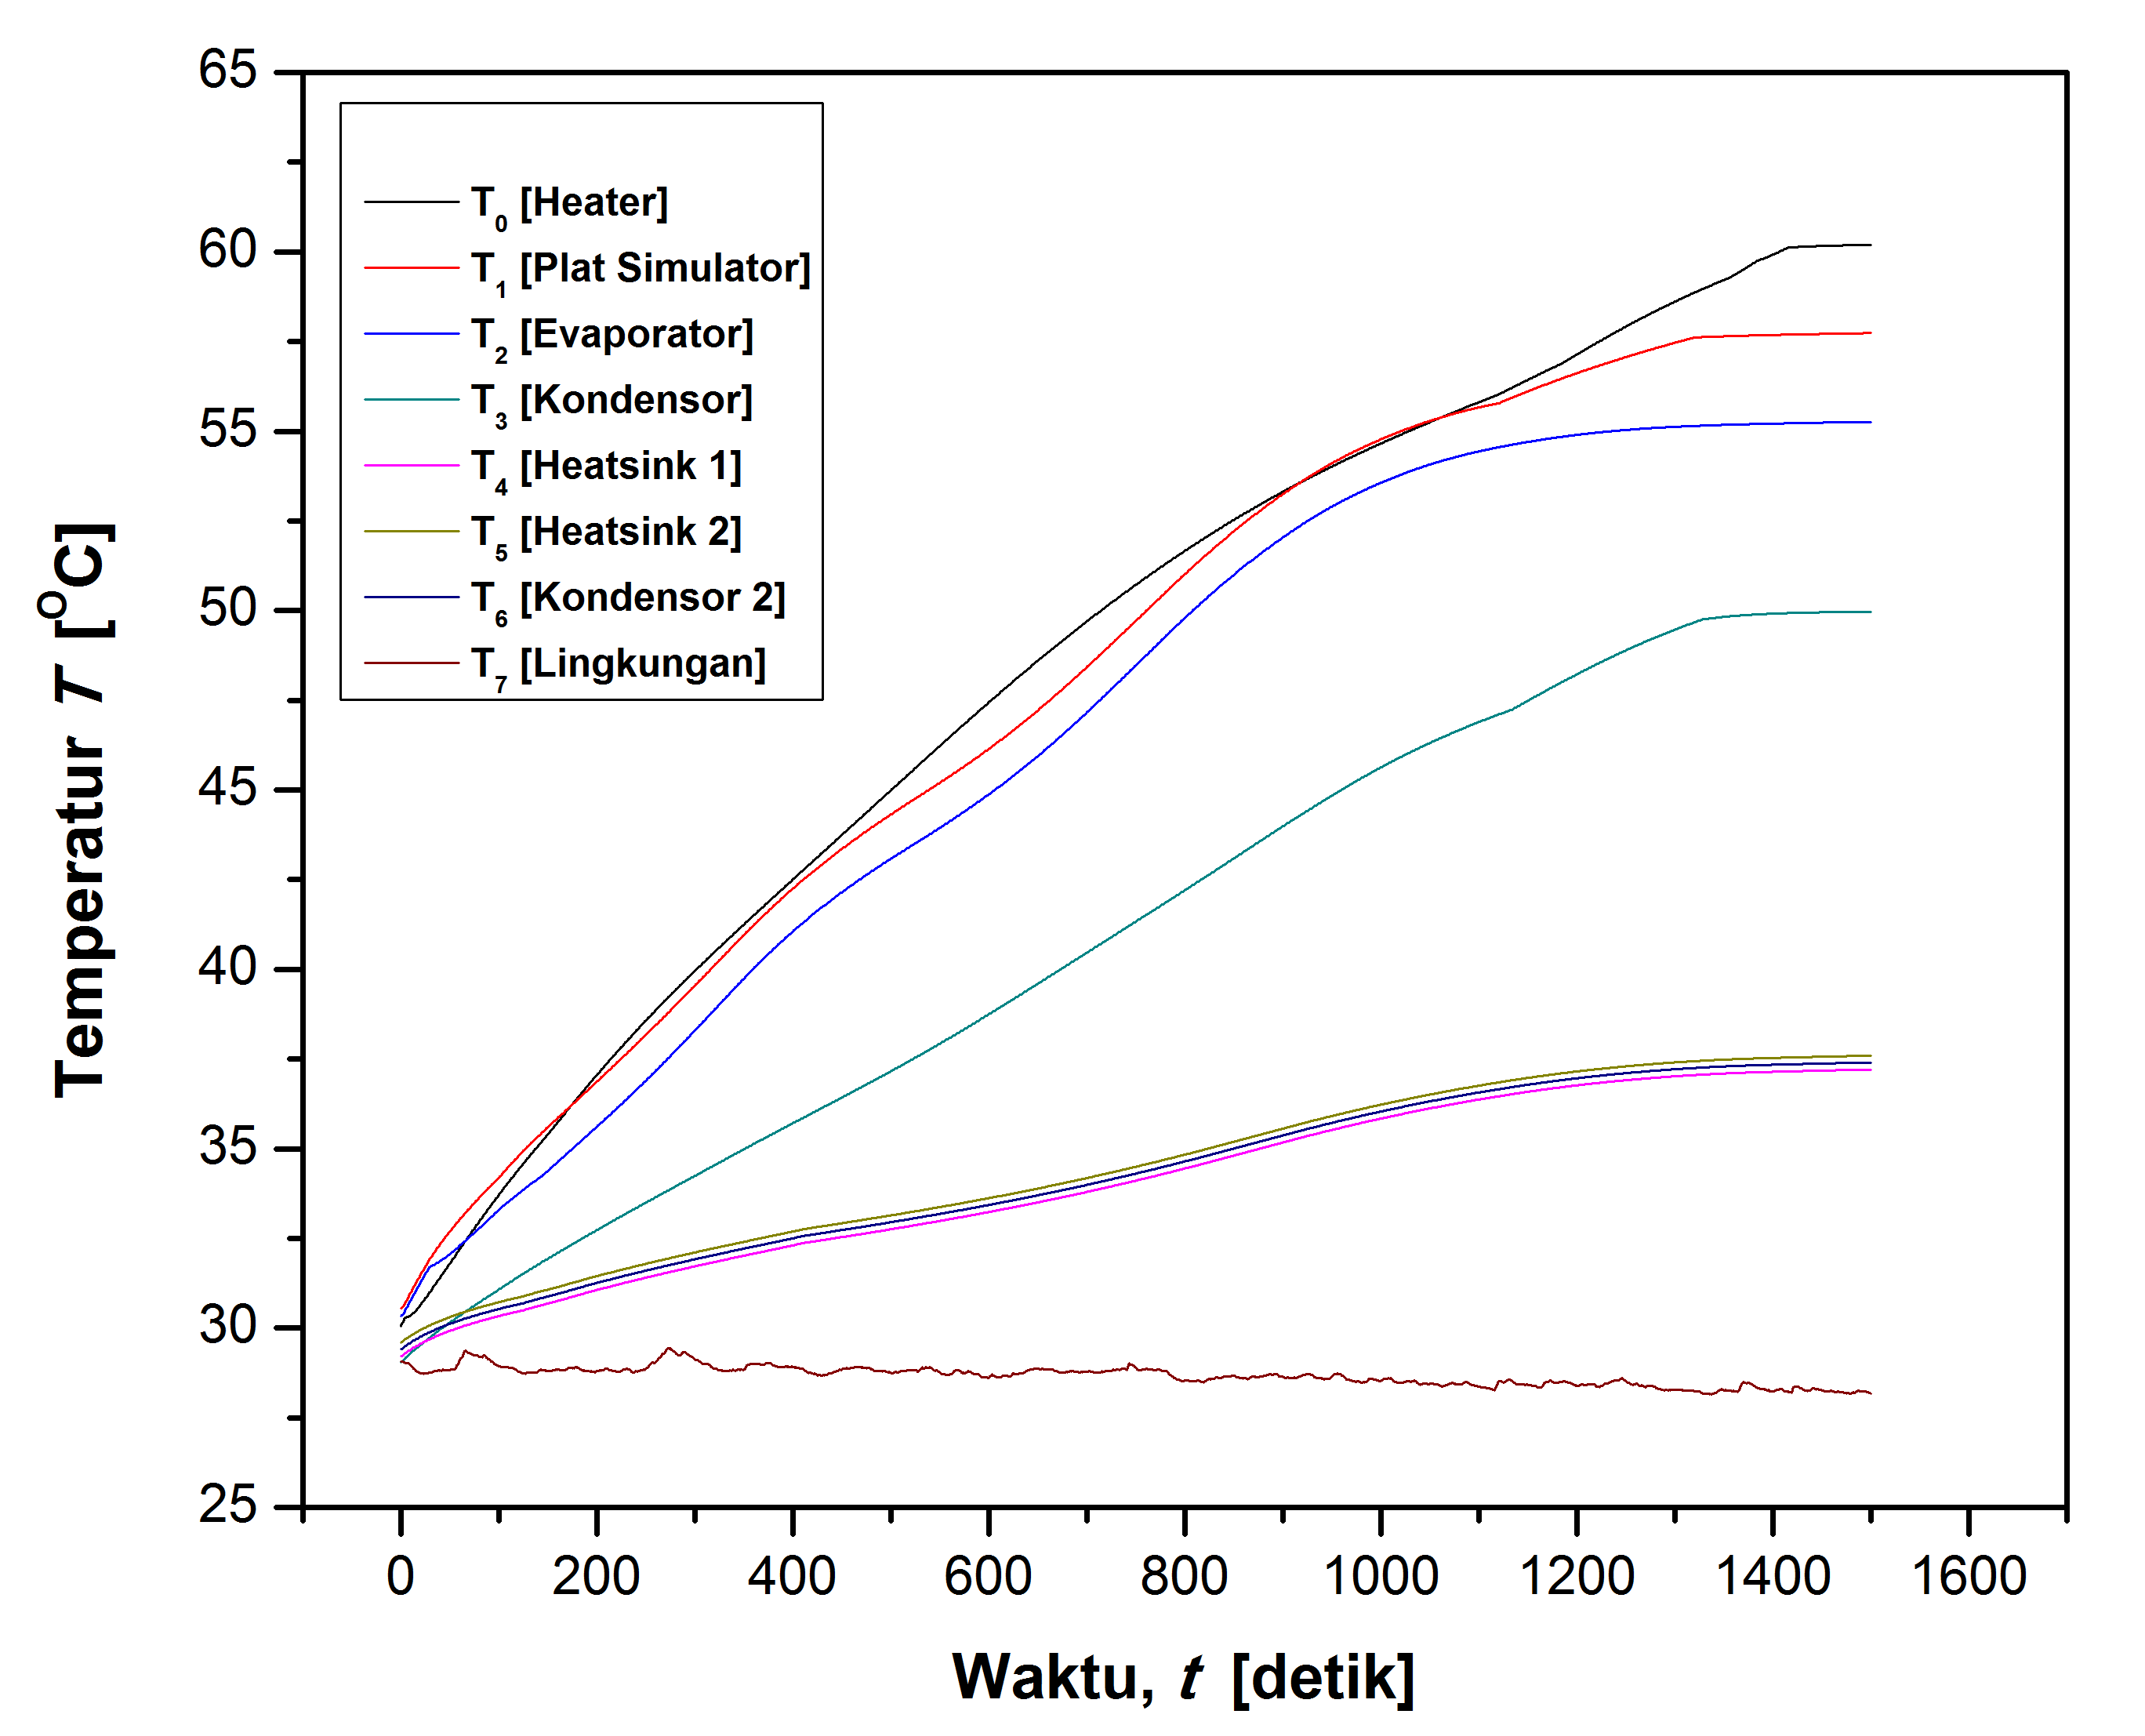 65
60
55
50
45
40
35
30
25
Temperatur T [OC]
T0 [Heater]
T1 [Plat Simulator]
T2 [Evaporator]
T3 [Kondensor]
T4 [Heatsink 1]
T5 [Heatsink 2]
T6 [Kondensor 2]
T7 [Lingkungan]
0 200 400 600 800 1000 1200 1400 1600
Waktu, t [detik]